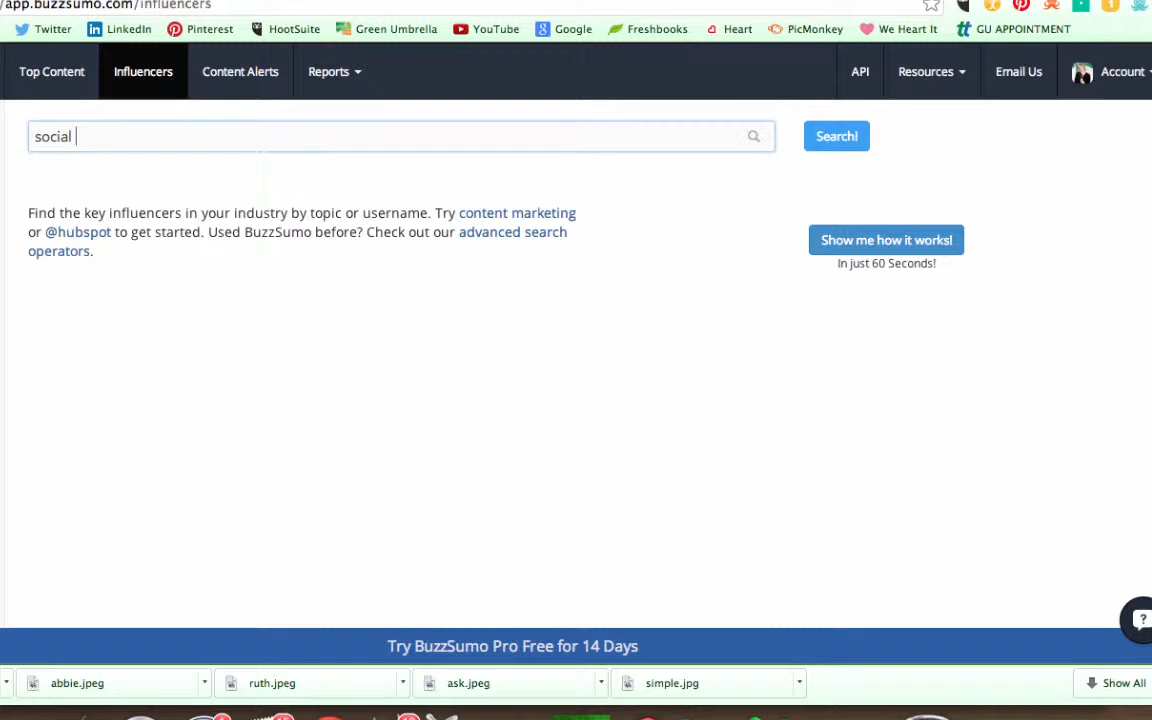 /app.buzzsumo.com/influencers
Twitter LinkedIn Pinterest HootSuite Green Umbrella YouTube Google Freshbooks Heart PicMonkey We Heart It GU APPOINTMENT
Top Content Influencers Content Alerts Reports API Resources Email Us Account
social
Search!
Find the key influencers in your industry by topic or username. Try content marketing
or @hubspot to get started. Used BuzzSumo before? Check out our advanced search
operators.
Show me how it works!
In just 60 Seconds!
?
Try BuzzSumo Pro Free for 14 Days
abbie.jpeg ruth.jpeg ask.jpeg simple.jpg Show All